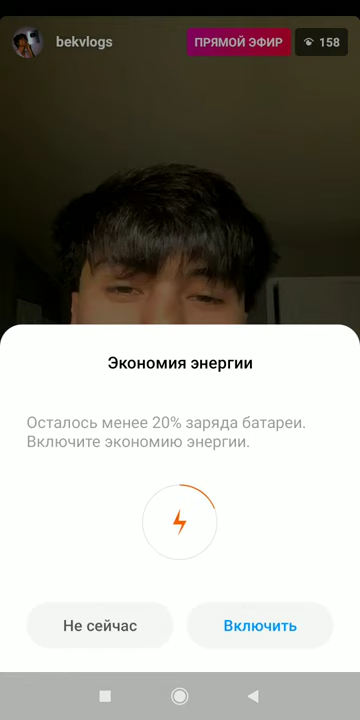 bekvlogs
ПРЯМОЙ ЭФИР
158
Экономия энергии
Осталось менее 20% заряда батареи.
Включите экономию энергии.
Не сейчас
Включить